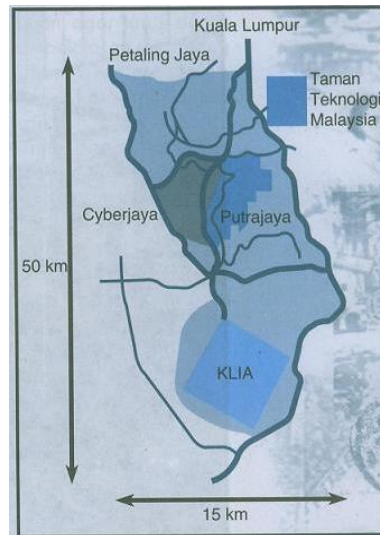 Kuala Lumpur
Petaling Jaya
Taman
Teknologi
Malaysia
Cyberjaya
Putrajaya
50 km
KLIA
15 km